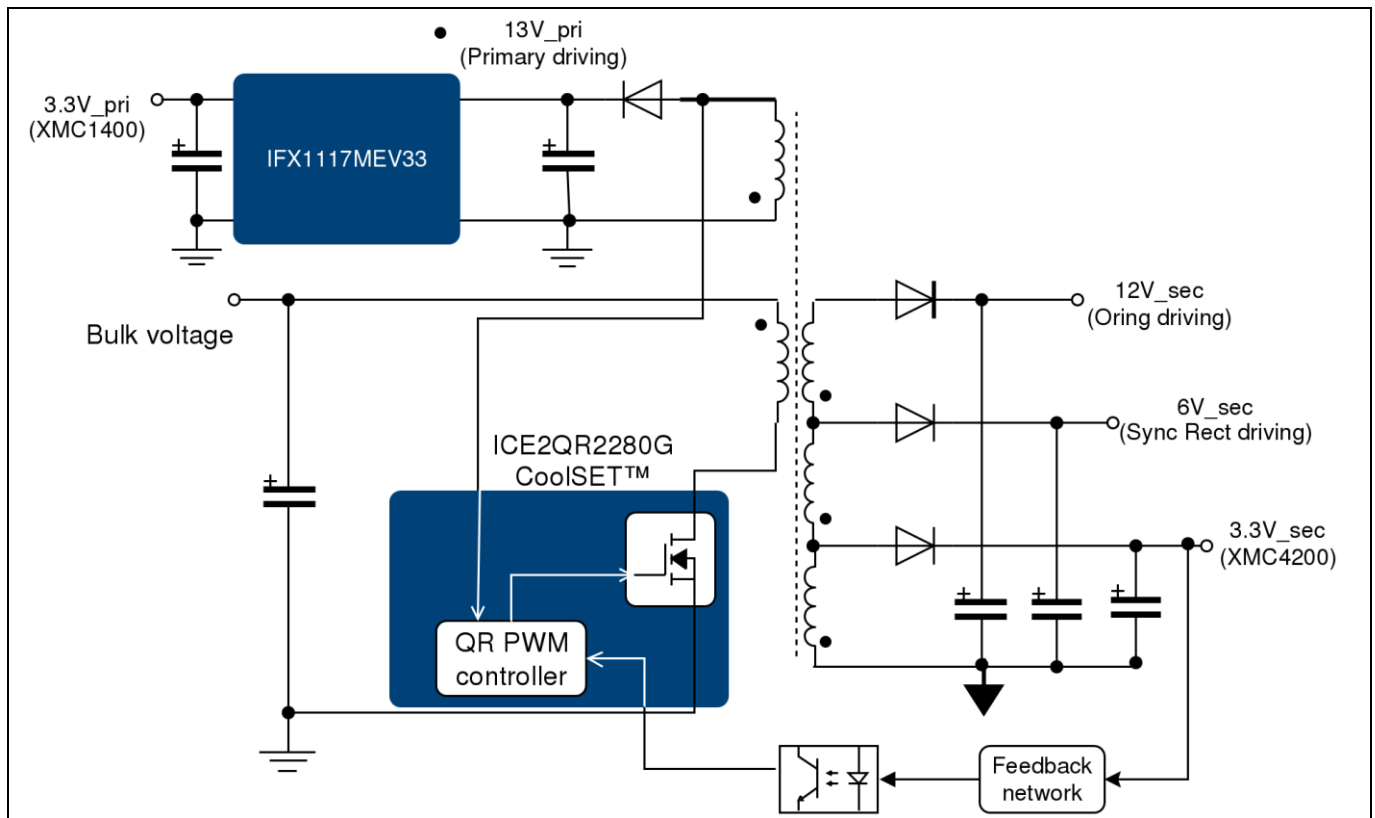 13V_pri
(Primary driving)
3.3V_pri
(XMC1400)
+
IFX1117MEV33
+
Bulk voltage
12V_sec
(Oring driving)
6V_sec
(Sync Rect driving)
ICE2QR2280G
CoolSET™
+
3.3V_sec
(XMC4200)
+
+
+
QR PWM
controller
Feedback
network